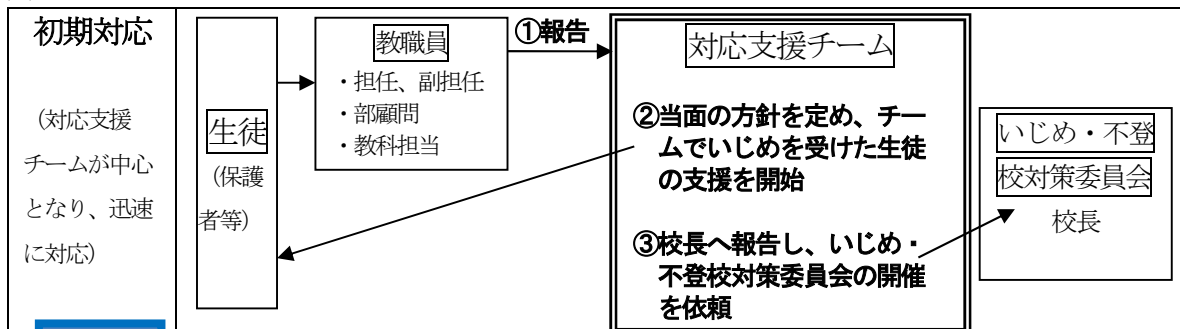 初期対応
（対応支援
チームが中心
となり、迅速
に対応）
生徒
（保護
者等）
教職員
・担任、副担任
・部顧問
・教科担当
①報告
対応支援チーム
②当面の方針を定め、チー
ムでいじめを受けた生徒
の支援を開始
③校長へ報告し、いじめ・
不登校対策委員会の開催
を依頼
いじめ・不登
校対策委員会
校長